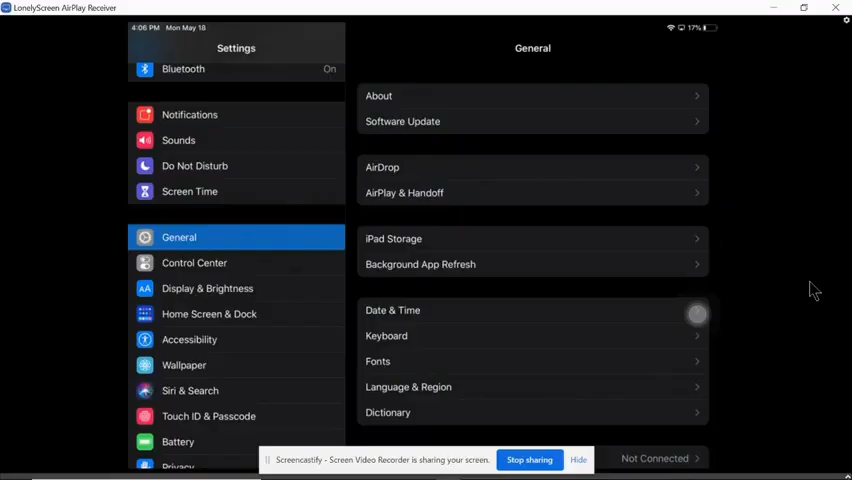 LonelyScreen AirPlay Receiver
4:06 PM Mon May 18
17%
Settings
General
Bluetooth On
Notifications
Sounds
Do Not Disturb
Screen Time
General
Control Center
Display & Brightness
Home Screen & Dock
Accessibility
Wallpaper
Siri & Search
Touch ID & Passcode
Battery
Privacy
About
Software Update
AirDrop
AirPlay & Handoff
iPad Storage
Background App Refresh
Date & Time
Keyboard
Fonts
Language & Region
Dictionary
Not Connected
Screencastify - Screen Video Recorder is sharing your screen.
Stop sharing
Hide